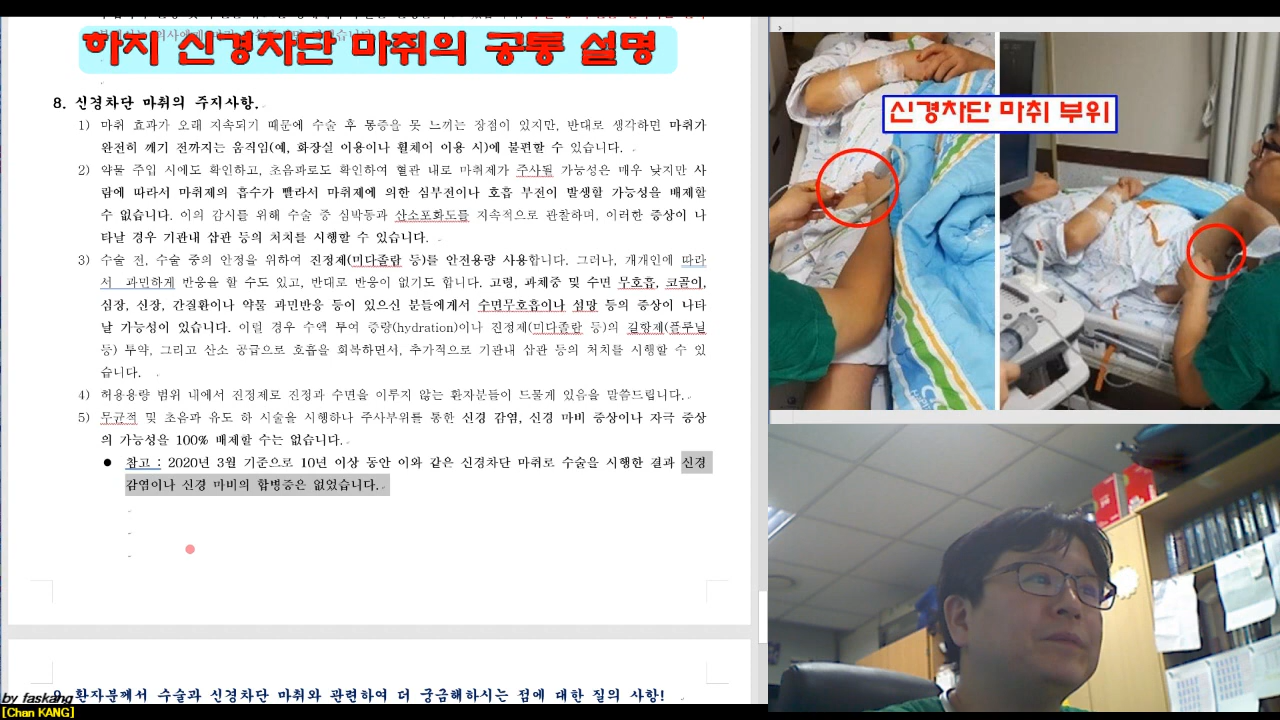 하지 신경차단 마취의 공통 설명
8. 신경차단 마취의 주지사항.
1) 마취 효과가 오래 지속되기 때문에 수술 후 통증을 못 느끼는 장점이 있지만, 반대로 생각하면 마취가
완전히 깨기 전까지는 움직임(예, 화장실 이용이나 휠체어 이용 시)에 불편할 수 있습니다.
2) 약물 주입 시에도 확인하고, 초음파로도 확인하여 혈관 내로 마취제가 주사될 가능성은 매우 낮지만 사
람에 따라서 마취제의 흡수가 빨라서 마취제에 의한 심부전이나 호흡 부전이 발생할 가능성을 배제할
수 없습니다. 이의 감시를 위해 수술 중 심박동과 산소포화도를 지속적으로 관찰하며, 이러한 증상이 나
타날 경우 기관내 삽관 등의 처치를 시행할 수 있습니다.
3) 수술 전, 수술 중의 안정을 위하여 진정제(미다졸람 등)를 안전용량 사용합니다. 그러나, 개개인에 따라
서 과민하게 반응을 할 수도 있고, 반대로 반응이 없기도 합니다. 고령, 과체중 및 수면 무호흡, 코골이,
심장, 신장, 간질환이나 약물 과민반응 등이 있으신 분들에게서 수면무호흡이나 섬망 등의 증상이 나타
날 가능성이 있습니다. 이럴 경우 수액 투여 증량(hydration)이나 진정제(미다졸람 등)의 길항제(플루닐
등) 투약, 그리고 산소 공급으로 호흡을 회복하면서, 추가적으로 기관내 삽관 등의 처치를 시행할 수 있
습니다.
4) 허용용량 범위 내에서 진정제로 진정과 수면을 이루지 않는 환자분들이 드물게 있음을 말씀드립니다.
5) 무균적 및 초음파 유도 하 시술을 시행하나 주사부위를 통한 신경 감염, 신경 마비 증상이나 자극 증상
의 가능성을 100% 배제할 수는 없습니다.
● 참고 : 2020년 3월 기준으로 10년 이상 동안 이와 같은 신경차단 마취로 수술을 시행한 결과 신경
감염이나 신경 마비의 합병증은 없었습니다.
9. 환자분께서 수술과 신경차단 마취와 관련하여 더 궁금해하시는 점에 대한 질의 사항!
by faskang
[Chan KANG]
신경차단 마취 부위